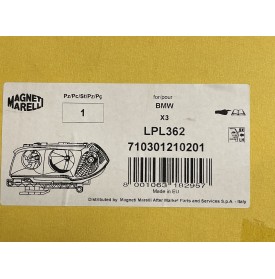 MAGNETI
MARELLI
Pz/Pc/St/Pz/Pç
1
for/pour
BMW
X3
LPL362
710301210201
8 001063 102957
Made in EU
Distributed by Magneti Marelli After Market Parts and Services S.p.A. - Italy